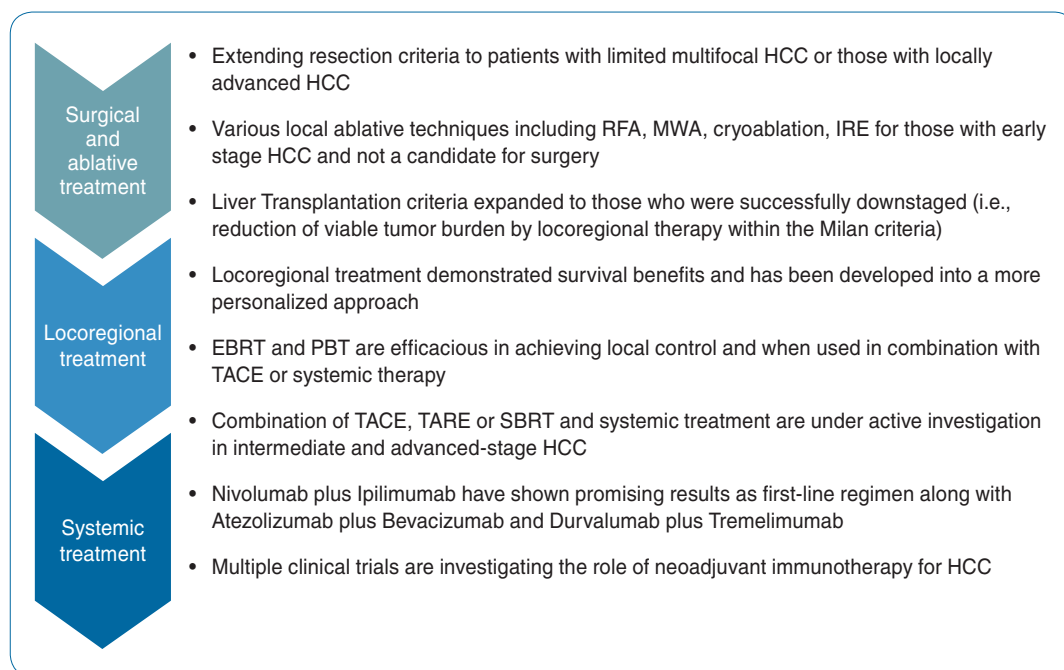 Surgical
and
ablative
treatment
• Extending resection criteria to patients with limited multifocal HCC or those with locally
advanced HCC
• Various local ablative techniques including RFA, MWA, cryoablation, IRE for those with early
stage HCC and not a candidate for surgery
• Liver Transplantation criteria expanded to those who were successfully downstaged (i.e.,
reduction of viable tumor burden by locoregional therapy within the Milan criteria)
Locoregional
treatment
• Locoregional treatment demonstrated survival benefits and has been developed into a more
personalized approach
• EBRT and PBT are efficacious in achieving local control and when used in combination with
TACE or systemic therapy
• Combination of TACE, TARE or SBRT and systemic treatment are under active investigation
in intermediate and advanced-stage HCC
Systemic
treatment
• Nivolumab plus Ipilimumab have shown promising results as first-line regimen along with
Atezolizumab plus Bevacizumab and Durvalumab plus Tremelimumab
• Multiple clinical trials are investigating the role of neoadjuvant immunotherapy for HCC